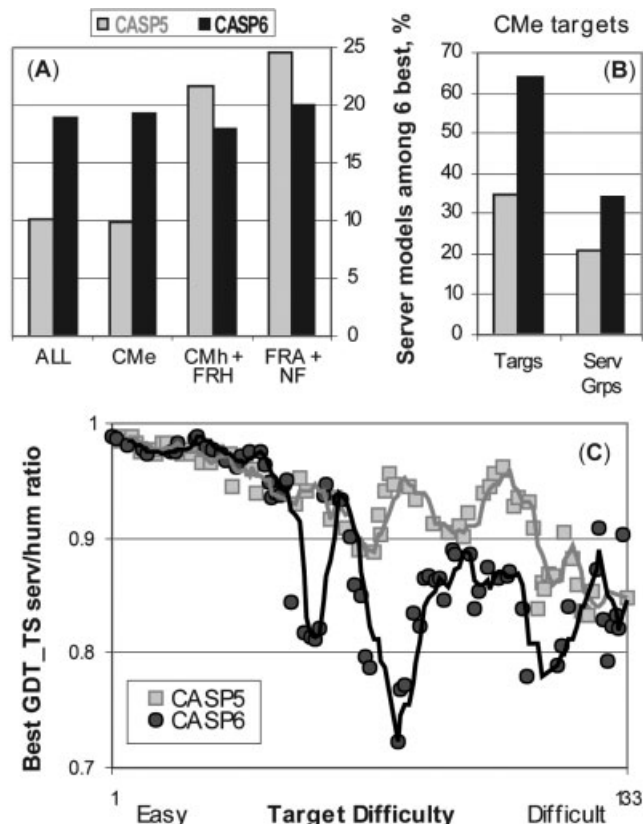 CASP5 CASP6
(A)
25
20
15
10
5
0
ALL CMe CMh + FRH FRA + NF
Server models among 6 best, %
CMe targets
(B)
70
60
50
40
30
20
10
0
Targs Serv Grps
(C)
1
0.9
0.8
0.7
Best GDT_TS serv/hum ratio
CASP5
CASP6
1 133
Easy Target Difficulty Difficult